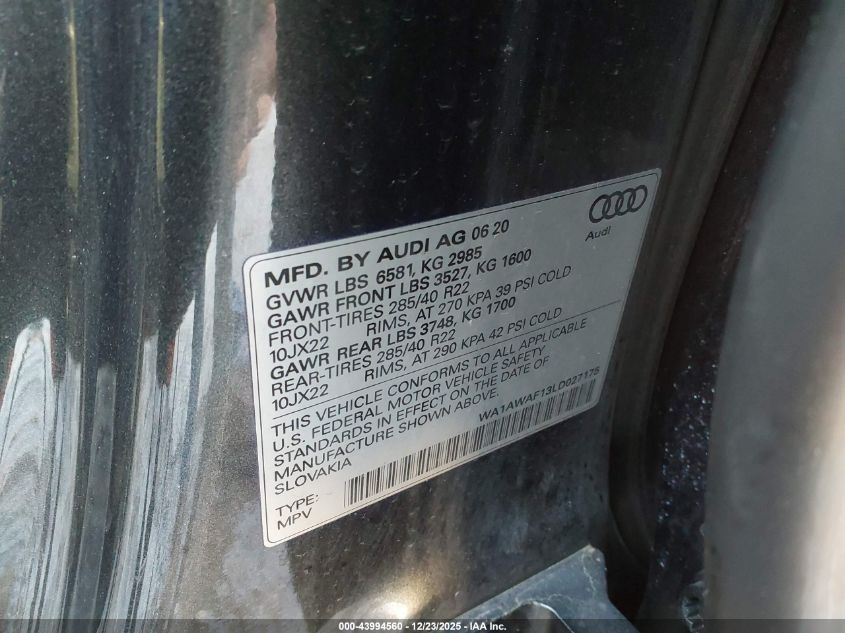 Audi
MFD. BY AUDI AG 06 20
GVWR LBS 6581, KG 2985
GAWR FRONT LBS 3527, KG 1600
FRONT-TIRES 285/40 R22
10JX22 RIMS, AT 270 KPA 39 PSI COLD
GAWR REAR LBS 3748, KG 1700
REAR-TIRES 285/40 R22
10JX22 RIMS, AT 290 KPA 42 PSI COLD
THIS VEHICLE CONFORMS TO ALL APPLICABLE
U.S. FEDERAL MOTOR VEHICLE SAFETY
STANDARDS IN EFFECT ON THE DATE OF
MANUFACTURE SHOWN ABOVE.
SLOVAKIA
WA1AWAF13LD027175
TYPE:
MPV
000-43994560 - 12/23/2025 - IAA Inc.